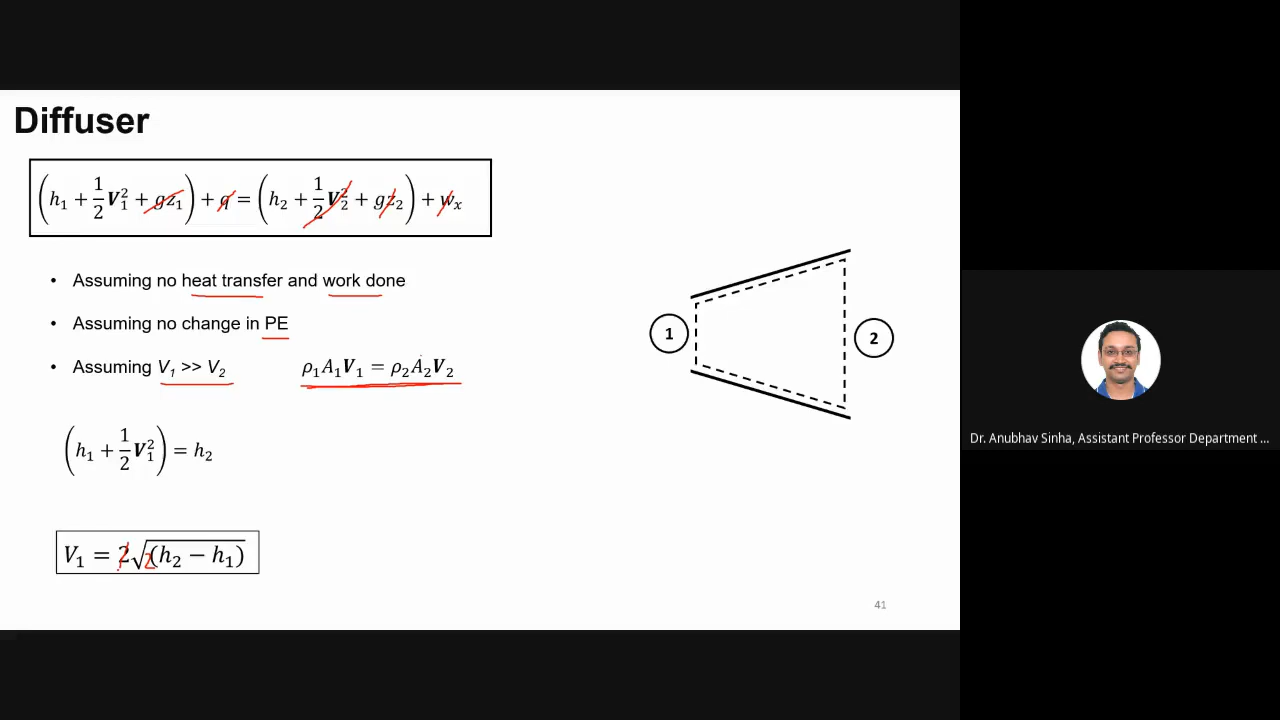 Diffuser
(h₁ + 1/2 V₁² + gz₁) + q = (h₂ + 1/2 V₂² + gz₂) + wₓ
• Assuming no heat transfer and work done
• Assuming no change in PE
• Assuming V₁ >> V₂ ρ₁A₁V₁ = ρ₂A₂V₂
(h₁ + 1/2 V₁²) = h₂
V₁ = 2√(h₂ − h₁)
2
1
2
41
Dr. Anubhav Sinha, Assistant Professor Department ...